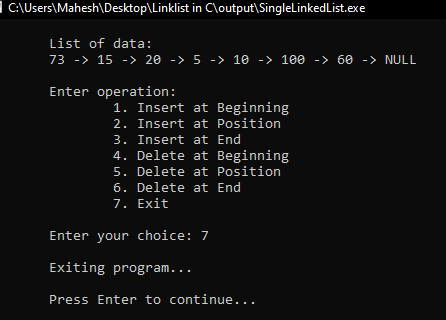 C:\Users\Mahesh\Desktop\Linklist in C\output\SingleLinkedList.exe
List of data:
73 -> 15 -> 20 -> 5 -> 10 -> 100 -> 60 -> NULL
Enter operation:
1. Insert at Beginning
2. Insert at Position
3. Insert at End
4. Delete at Beginning
5. Delete at Position
6. Delete at End
7. Exit
Enter your choice: 7
Exiting program...
Press Enter to continue...